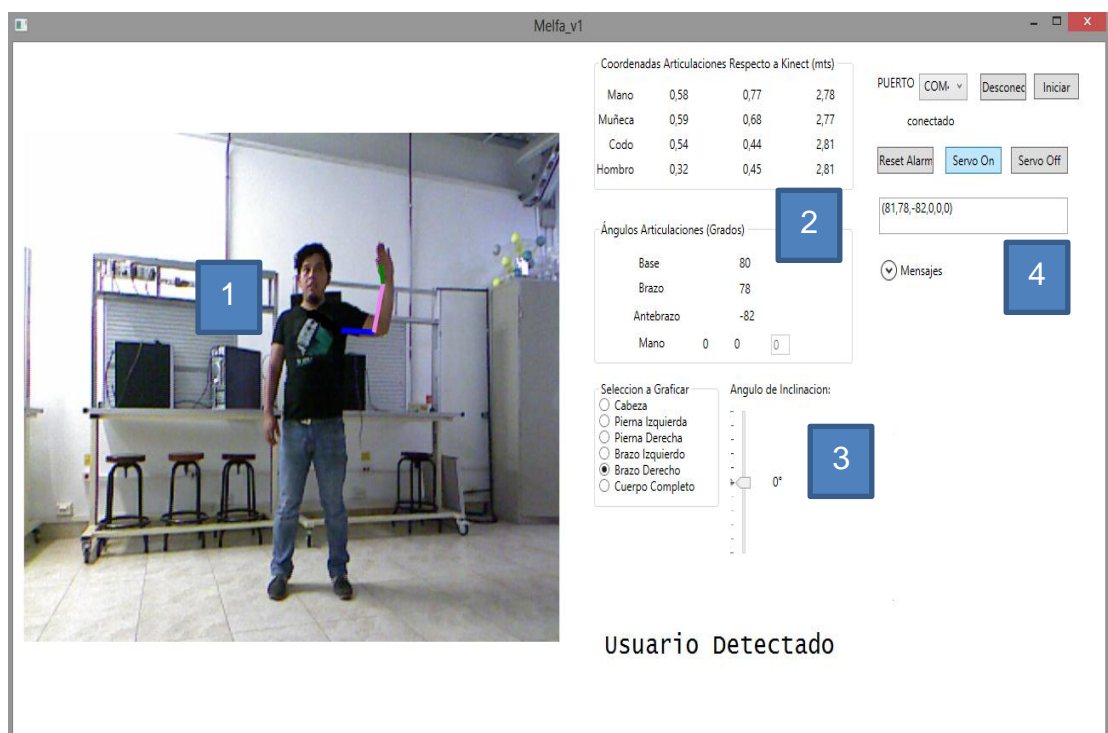 Melfa_v1
Coordenadas Articulaciones Respecto a Kinect (mts)
Mano 0,58 0,77 2,78
Muñeca 0,59 0,68 2,77
Codo 0,54 0,44 2,81
Hombro 0,32 0,45 2,81
PUERTO COM Desconec Iniciar
conectado
Reset Alarm Servo On Servo Off
(81,78,-82,0,0,0)
Mensajes
Ángulos Articulaciones (Grados)
Base 80
Brazo 78
Antebrazo -82
Mano 0 0 0
Seleccion a Graficar
Cabeza
Pierna Izquierda
Pierna Derecha
Brazo Izquierdo
Brazo Derecho
Cuerpo Completo
Angulo de Inclinacion:
0°
1
2
3
4
Usuario Detectado